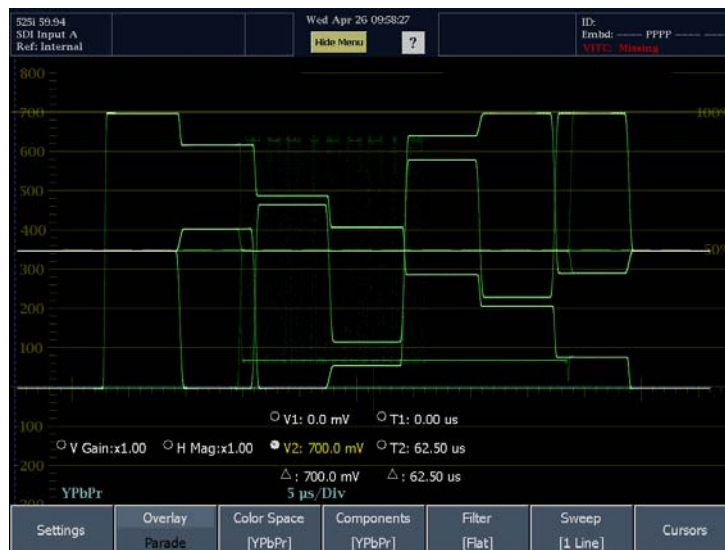 525i 59.94
SDI Input A
Ref: Internal
Wed Apr 26 09:58:27
Hide Menu
?
ID:
Embd: ---- PPPP ---- ----
VITC: Missing
800
700
100%
600
500
400
50%
300
200
100
100
200
300
V1: 0.0 mV
T1: 0.00 us
V Gain:x1.00
H Mag:x1.00
V2: 700.0 mV
T2: 62.50 us
△: 700.0 mV
△: 62.50 us
YPbPr
5 µs/Div
Settings
Overlay
Parade
Color Space
[YPbPr]
Components
[YPbPr]
Filter
[Flat]
Sweep
[1 Line]
Cursors